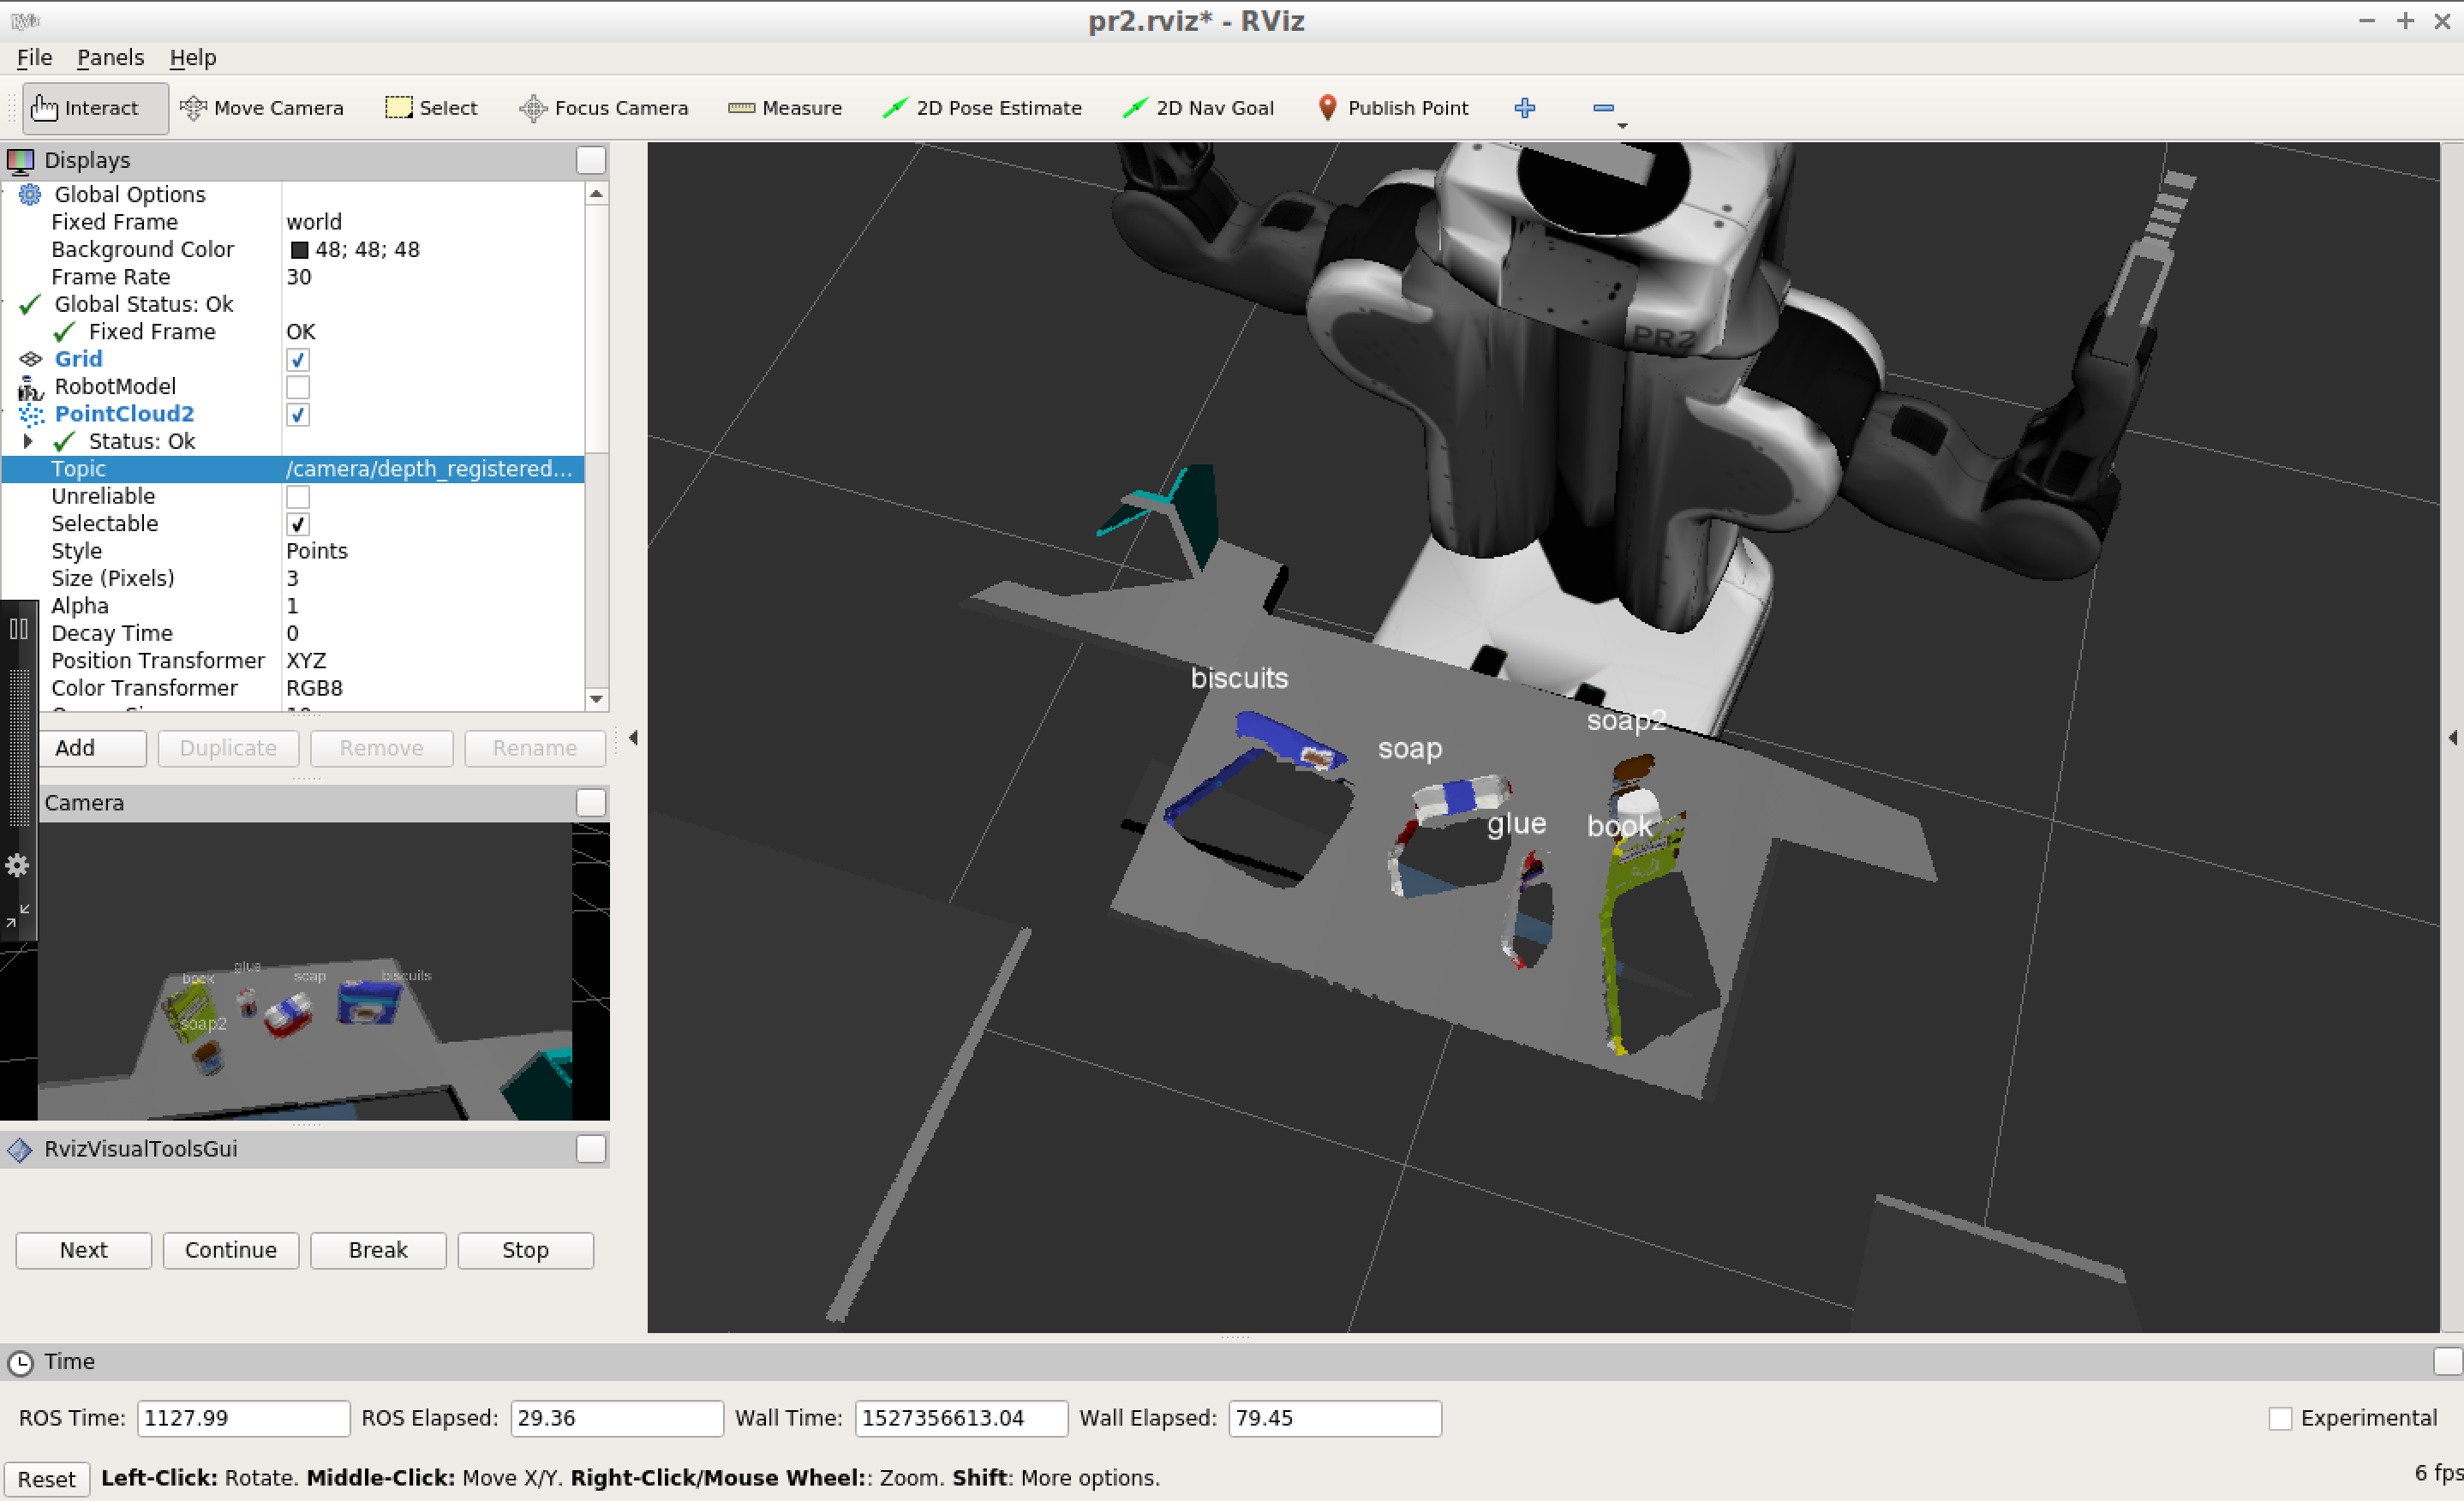 pr2.rviz* - RViz
File Panels Help
Interact Move Camera Select Focus Camera Measure 2D Pose Estimate 2D Nav Goal Publish Point
Displays
Global Options
Fixed Frame world
Background Color 48; 48; 48
Frame Rate 30
Global Status: Ok
Fixed Frame OK
Grid
RobotModel
PointCloud2
Status: Ok
Topic /camera/depth_registered...
Unreliable
Selectable
Style Points
Size (Pixels) 3
Alpha 1
Decay Time 0
Position Transformer XYZ
Color Transformer RGB8
Add Duplicate Remove Rename
Camera
book glue soap biscuits
soap2
RvizVisualToolsGui
Next Continue Break Stop
PR2
biscuits
soap2
soap
glue book
Time
ROS Time: 1127.99 ROS Elapsed: 29.36 Wall Time: 1527356613.04 Wall Elapsed: 79.45 Experimental
Reset Left-Click: Rotate. Middle-Click: Move X/Y. Right-Click/Mouse Wheel:: Zoom. Shift: More options. 6 fps